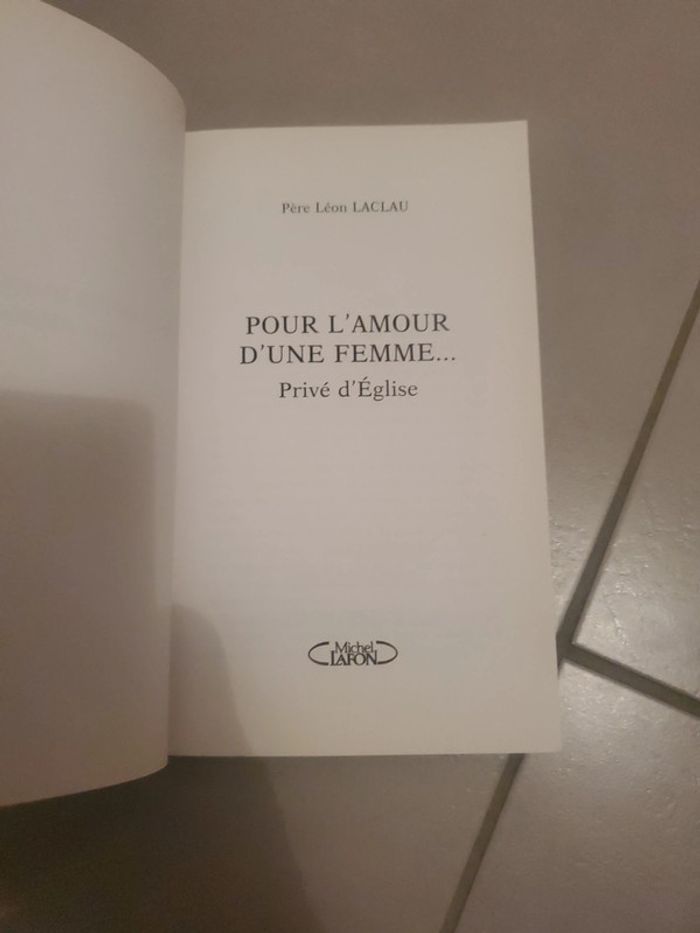 Père Léon LACLAU
POUR L'AMOUR
D'UNE FEMME...
Privé d'Église
Michel
LAFON